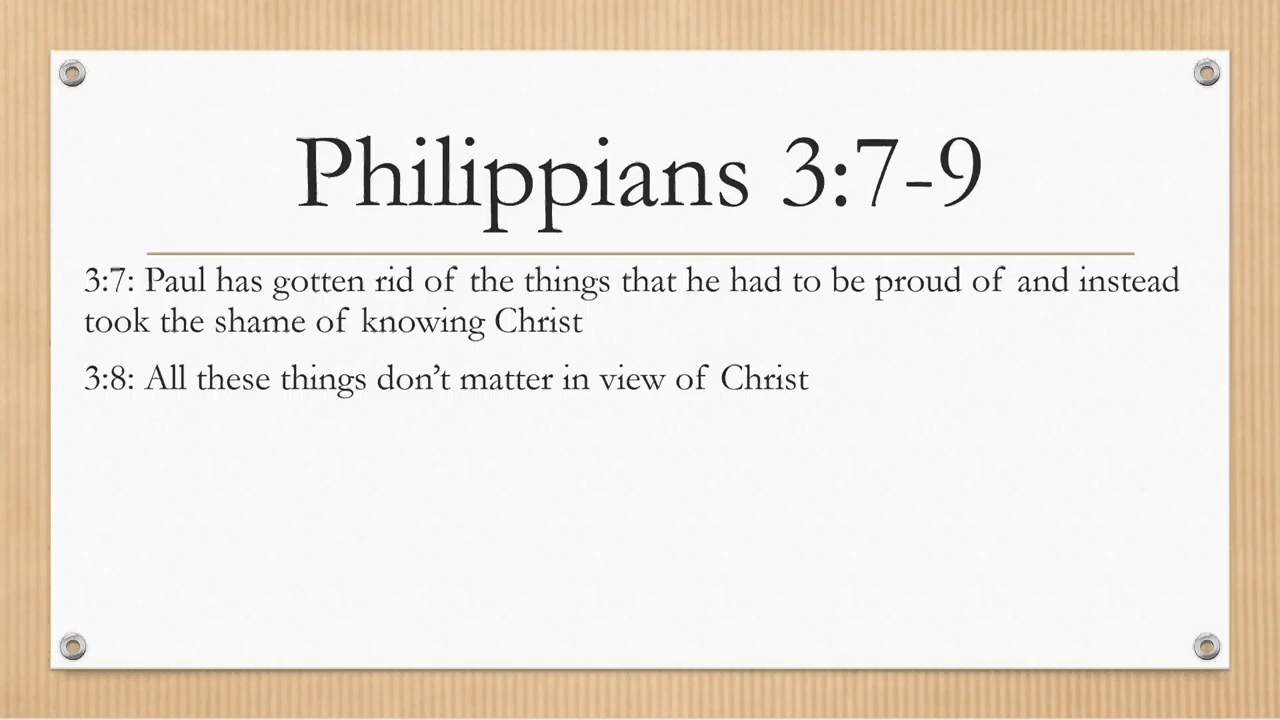 Philippians 3:7-9
3:7: Paul has gotten rid of the things that he had to be proud of and instead
took the shame of knowing Christ
3:8: All these things don’t matter in view of Christ